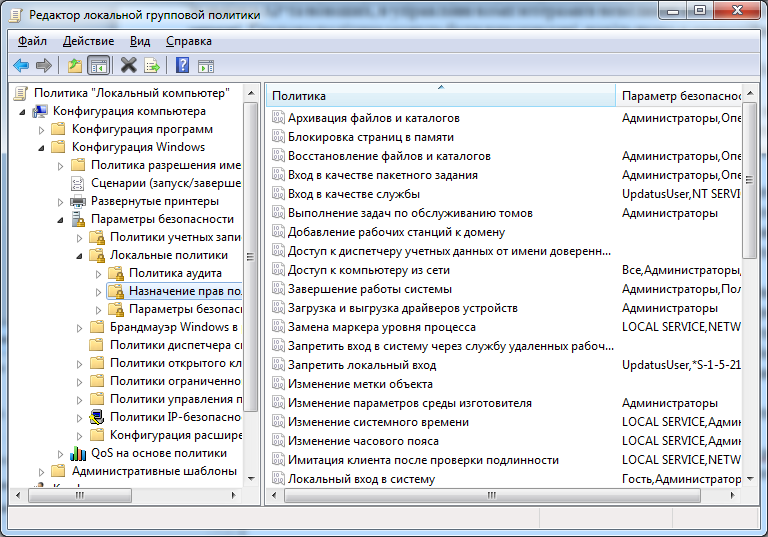 Редактор локальной групповой политики
Файл Действие Вид Справка
Политика "Локальный компьютер"
Конфигурация компьютера
Конфигурация программ
Конфигурация Windows
Политика разрешения име
Сценарии (запуск/заверше
Развернутые принтеры
Параметры безопасности
Политики учетных запи
Локальные политики
Политика аудита
Назначение прав по.
Параметры безопас
Брандмауэр Windows в
Политики диспетчера с
Политики открытого кл
Политики ограниченно
Политики управления п
Политики IP-безопасно
Конфигурация расшире
QoS на основе политики
Административные шаблоны
Политика Параметр безопаснос
Архивация файлов и каталогов Администраторы,Опе
Блокировка страниц в памяти
Восстановление файлов и каталогов Администраторы,Опе
Вход в качестве пакетного задания Администраторы,Опе
Вход в качестве службы UpdatusUser,NT SERVI
Выполнение задач по обслуживанию томов Администраторы
Добавление рабочих станций к домену
Доступ к диспетчеру учетных данных от имени доверенн...
Доступ к компьютеру из сети Все,Администраторы,
Завершение работы системы Администраторы,Пол
Загрузка и выгрузка драйверов устройств Администраторы
Замена маркера уровня процесса LOCAL SERVICE,NETW
Запретить вход в систему через службу удаленных рабоч...
Запретить локальный вход UpdatusUser,*S-1-5-21
Изменение метки объекта
Изменение параметров среды изготовителя Администраторы
Изменение системного времени LOCAL SERVICE,Админ
Изменение часового пояса LOCAL SERVICE,Админ
Имитация клиента после проверки подлинности LOCAL SERVICE,NETW
Локальный вход в систему Гость,Администратор